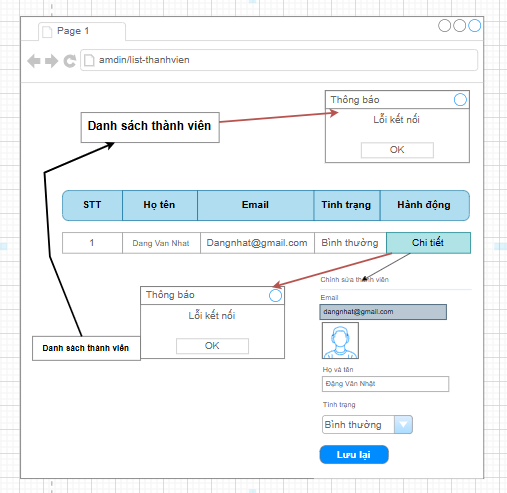 Page 1
amdin/list-thanhvien
Thông báo
Lỗi kết nối
OK
Danh sách thành viên
STT Họ tên Email Tình trạng Hành động
1 Dang Van Nhat Dangnhat@gmail.com Bình thường Chi tiết
Thông báo
Lỗi kết nối
OK
Danh sách thành viên
Chỉnh sửa thành viên
Email
dangnhat@gmail.com
Họ và tên
Đặng Văn Nhật
Tình trạng
Bình thường
Lưu lại